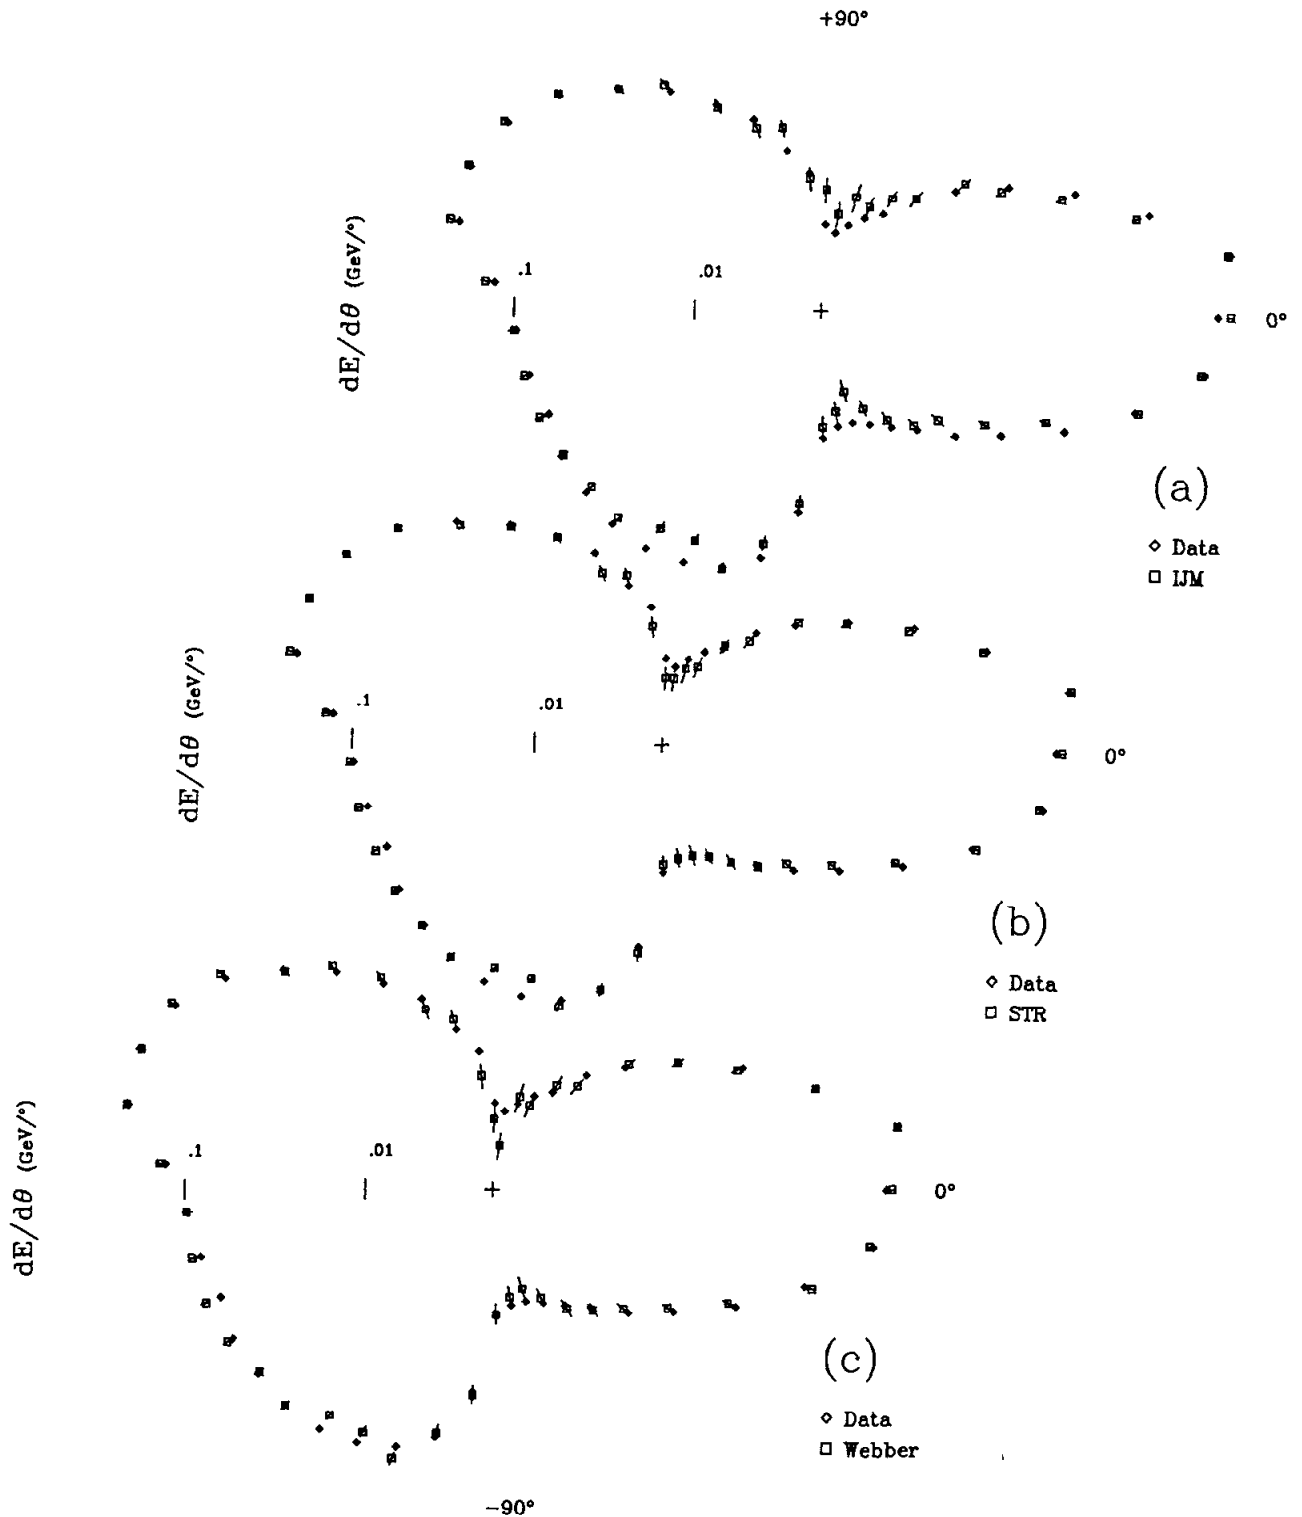 +90°
dE/dθ (GeV/°)
.1
.01
0°
(a)
Data
IJM
dE/dθ (GeV/°)
.1
.01
0°
(b)
Data
STR
dE/dθ (GeV/°)
.1
.01
0°
(c)
Data
Webber
-90°